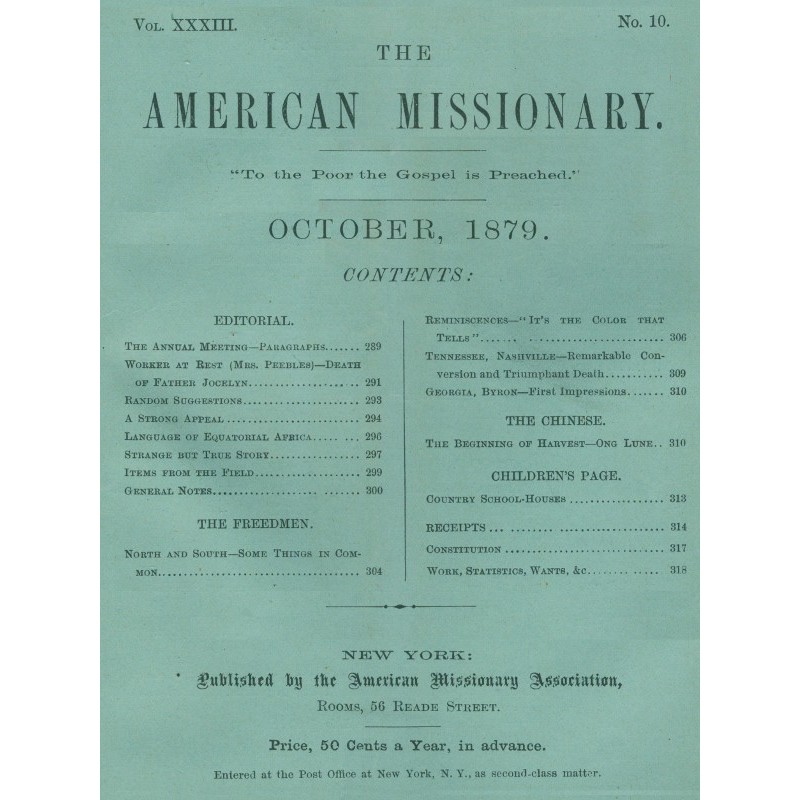 Vol. XXXIII. No. 10.
THE
AMERICAN MISSIONARY.
"To the Poor the Gospel is Preached."
OCTOBER, 1879.
CONTENTS:
EDITORIAL.
The Annual Meeting—Paragraphs....... 289
Worker at Rest (Mrs. Peebles)—Death
of Father Jocelyn..................... 291
Random Suggestions...................... 293
A Strong Appeal......................... 294
Language of Equatorial Africa..... ... 296
Strange but True Story................. 297
Items from the Field.................... 299
General Notes.................. ....... 300
THE FREEDMEN.
North and South—Some Things in Com-
mon........................................ 304
Reminiscences—"It's the Color that
Tells"....... ........................... 306
Tennessee, Nashville—Remarkable Con-
version and Triumphant Death........... 309
Georgia, Byron—First Impressions....... 310
THE CHINESE.
The Beginning of Harvest—Ong Lune.. 310
CHILDREN'S PAGE.
Country School-Houses .................. 313
RECEIPTS ... ........ .................. 314
Constitution .............................. 317
Work, Statistics, Wants, &c......... ...... 318
NEW YORK:
Published by the American Missionary Association,
Rooms, 56 Reade Street.
Price, 50 Cents a Year, in advance.
Entered at the Post Office at New York, N. Y., as second-class matter.